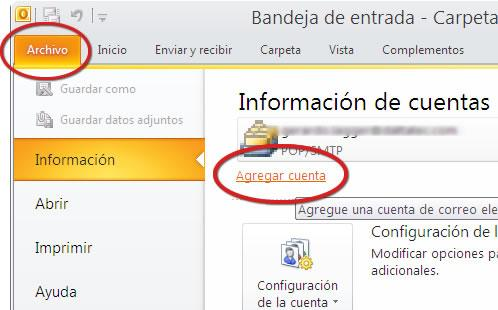 Bandeja de entrada - Carpeta
Archivo Inicio Enviar y recibir Carpeta Vista Complementos
Guardar como
Guardar datos adjuntos
Información
Abrir
Imprimir
Ayuda
Información de cuentas
POP/SMTP
Agregar cuenta
Agregue una cuenta de correo ele
Configuración
de la cuenta
Configuración de l
Modificar opciones pa
adicionales.